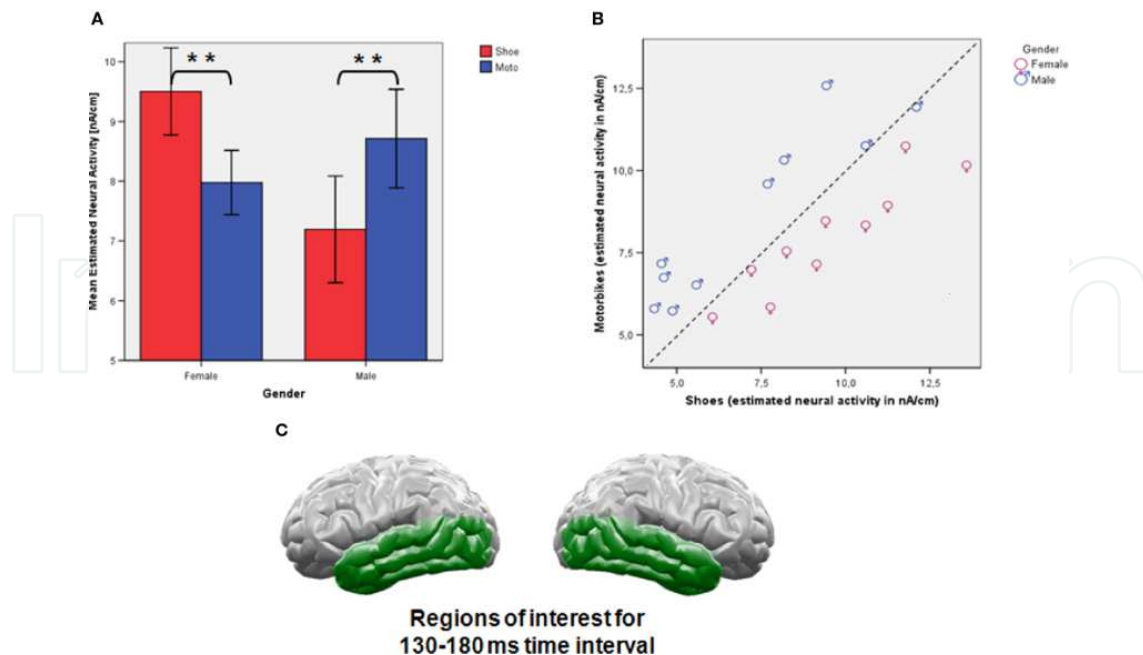 A
Mean Estimated Neural Activity [nA/cm]
10
9
8
7
6
5
**
**
Female
Male
Gender
Shoe
Moto
B
Motorbikes (estimated neural activity in nA/cm)
12,5
10,0
7,5
5,0
5,0
7,5
10,0
12,5
Shoes (estimated neural activity in nA/cm)
Gender
Female
Male
C
Regions of interest for
130-180 ms time interval